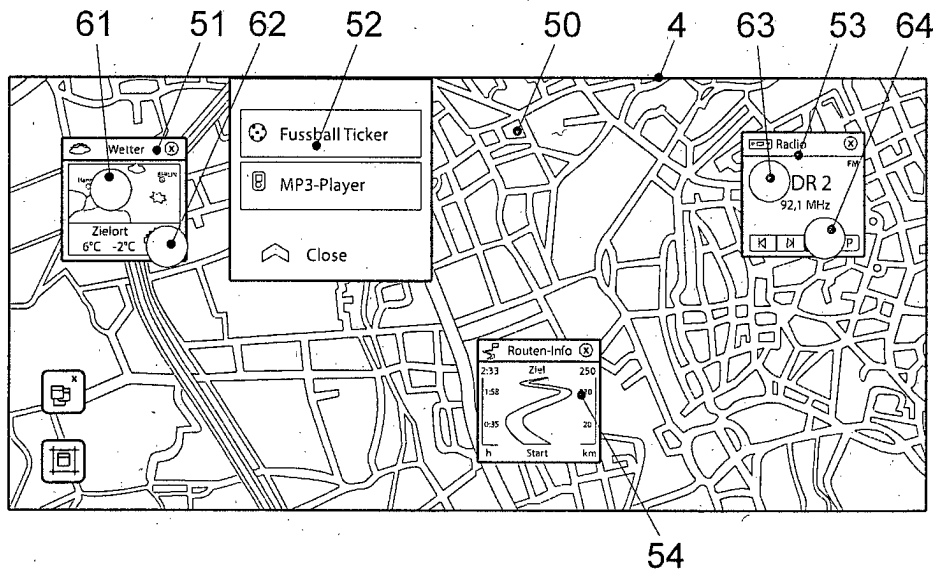 61 51 62 52 50 4 63 53 64
Wetter
Zielort
6°C -2°C
Fussball Ticker
MP3-Player
Close
Radio
FM
DR 2
92,1 MHz
P
Routen-Info
2:33 Ziel 250
1:58
0:35 20
h Start km
54